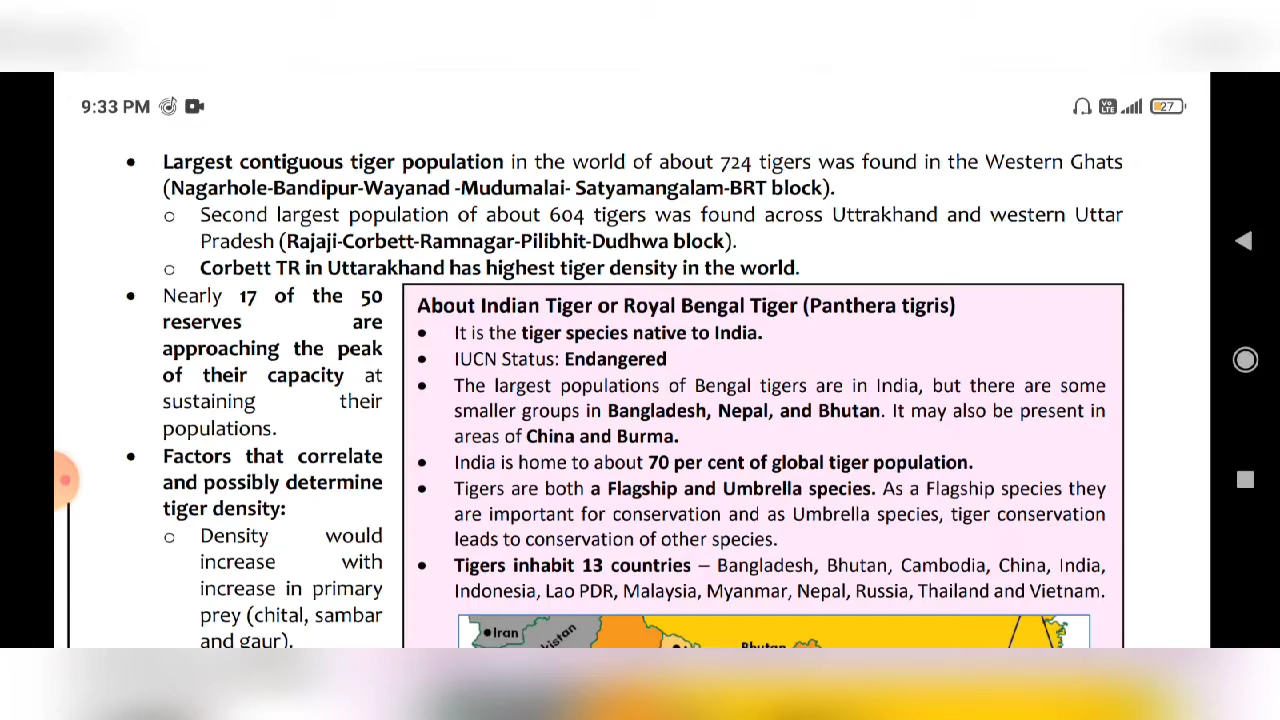 9:33 PM
Vo LTE
27
• Largest contiguous tiger population in the world of about 724 tigers was found in the Western Ghats
(Nagarhole-Bandipur-Wayanad -Mudumalai- Satyamangalam-BRT block).
o Second largest population of about 604 tigers was found across Uttrakhand and western Uttar
Pradesh (Rajaji-Corbett-Ramnagar-Pilibhit-Dudhwa block).
o Corbett TR in Uttarakhand has highest tiger density in the world.
• Nearly 17 of the 50
reserves are
approaching the peak
of their capacity at
sustaining their
populations.
• Factors that correlate
and possibly determine
tiger density:
o Density would
increase with
increase in primary
prey (chital, sambar
and gaur).
About Indian Tiger or Royal Bengal Tiger (Panthera tigris)
• It is the tiger species native to India.
• IUCN Status: Endangered
• The largest populations of Bengal tigers are in India, but there are some
smaller groups in Bangladesh, Nepal, and Bhutan. It may also be present in
areas of China and Burma.
• India is home to about 70 per cent of global tiger population.
• Tigers are both a Flagship and Umbrella species. As a Flagship species they
are important for conservation and as Umbrella species, tiger conservation
leads to conservation of other species.
• Tigers inhabit 13 countries – Bangladesh, Bhutan, Cambodia, China, India,
Indonesia, Lao PDR, Malaysia, Myanmar, Nepal, Russia, Thailand and Vietnam.
Iran
Bhutan